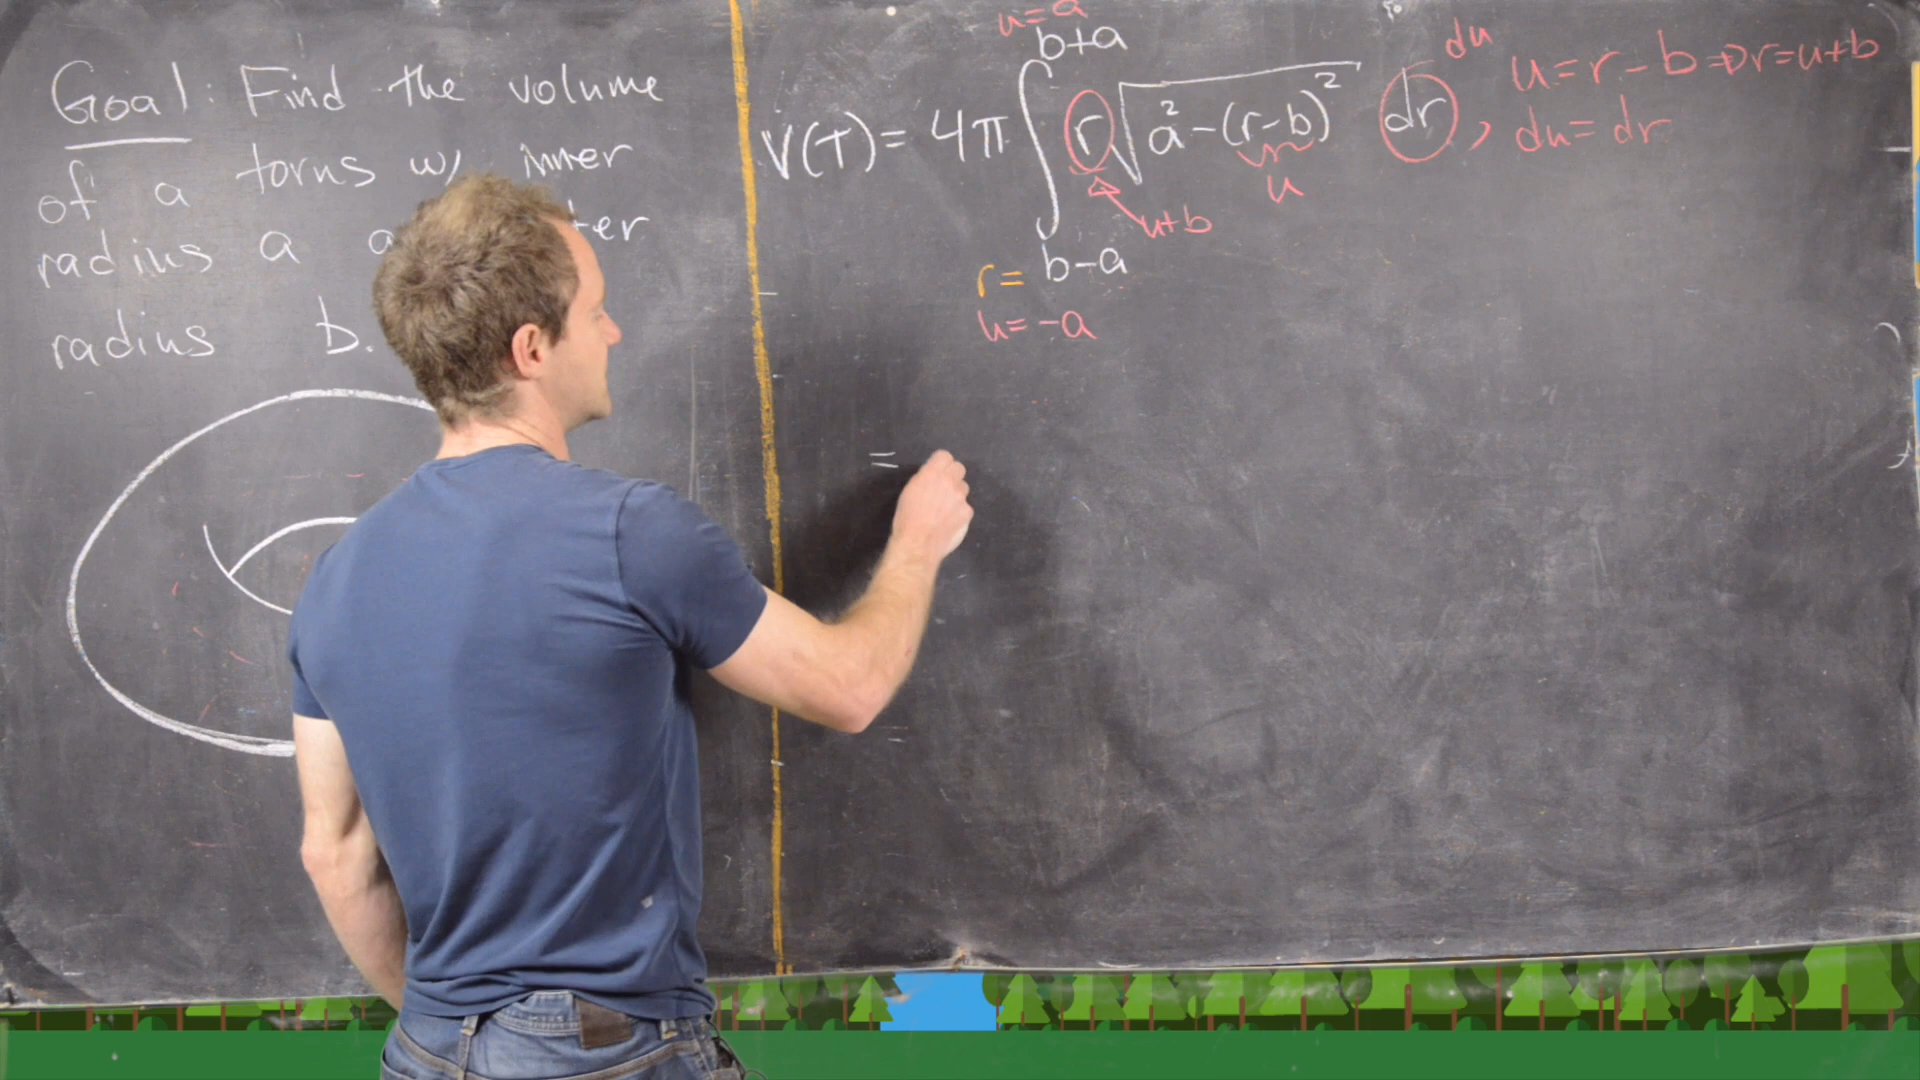 Goal: Find the volume
of a torus w/ inner
radius a
radius b.
u=a
b+a
V(T) = 4π ∫ r √(a² - (r-b)²) dr, du u = r - b ⇒ r = u+b
du = dr
u
u+b
r = b-a
u = -a
=